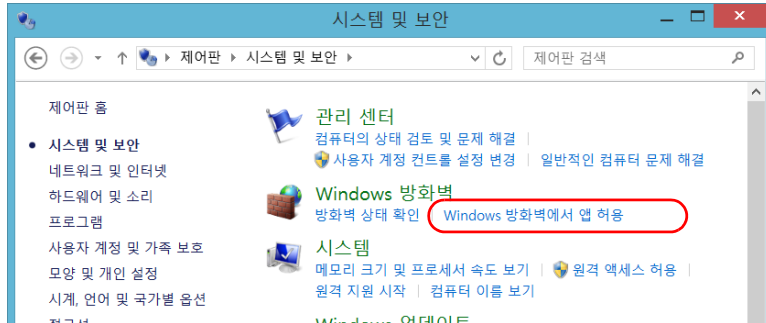 시스템 및 보안
제어판 ▸ 시스템 및 보안 ▸
제어판 검색
제어판 홈
시스템 및 보안
네트워크 및 인터넷
하드웨어 및 소리
프로그램
사용자 계정 및 가족 보호
모양 및 개인 설정
시계, 언어 및 국가별 옵션
관리 센터
컴퓨터의 상태 검토 및 문제 해결
사용자 계정 컨트롤 설정 변경 일반적인 컴퓨터 문제 해결
Windows 방화벽
방화벽 상태 확인 Windows 방화벽에서 앱 허용
시스템
메모리 크기 및 프로세서 속도 보기 원격 액세스 허용
원격 지원 시작 컴퓨터 이름 보기
Windows 업데이트